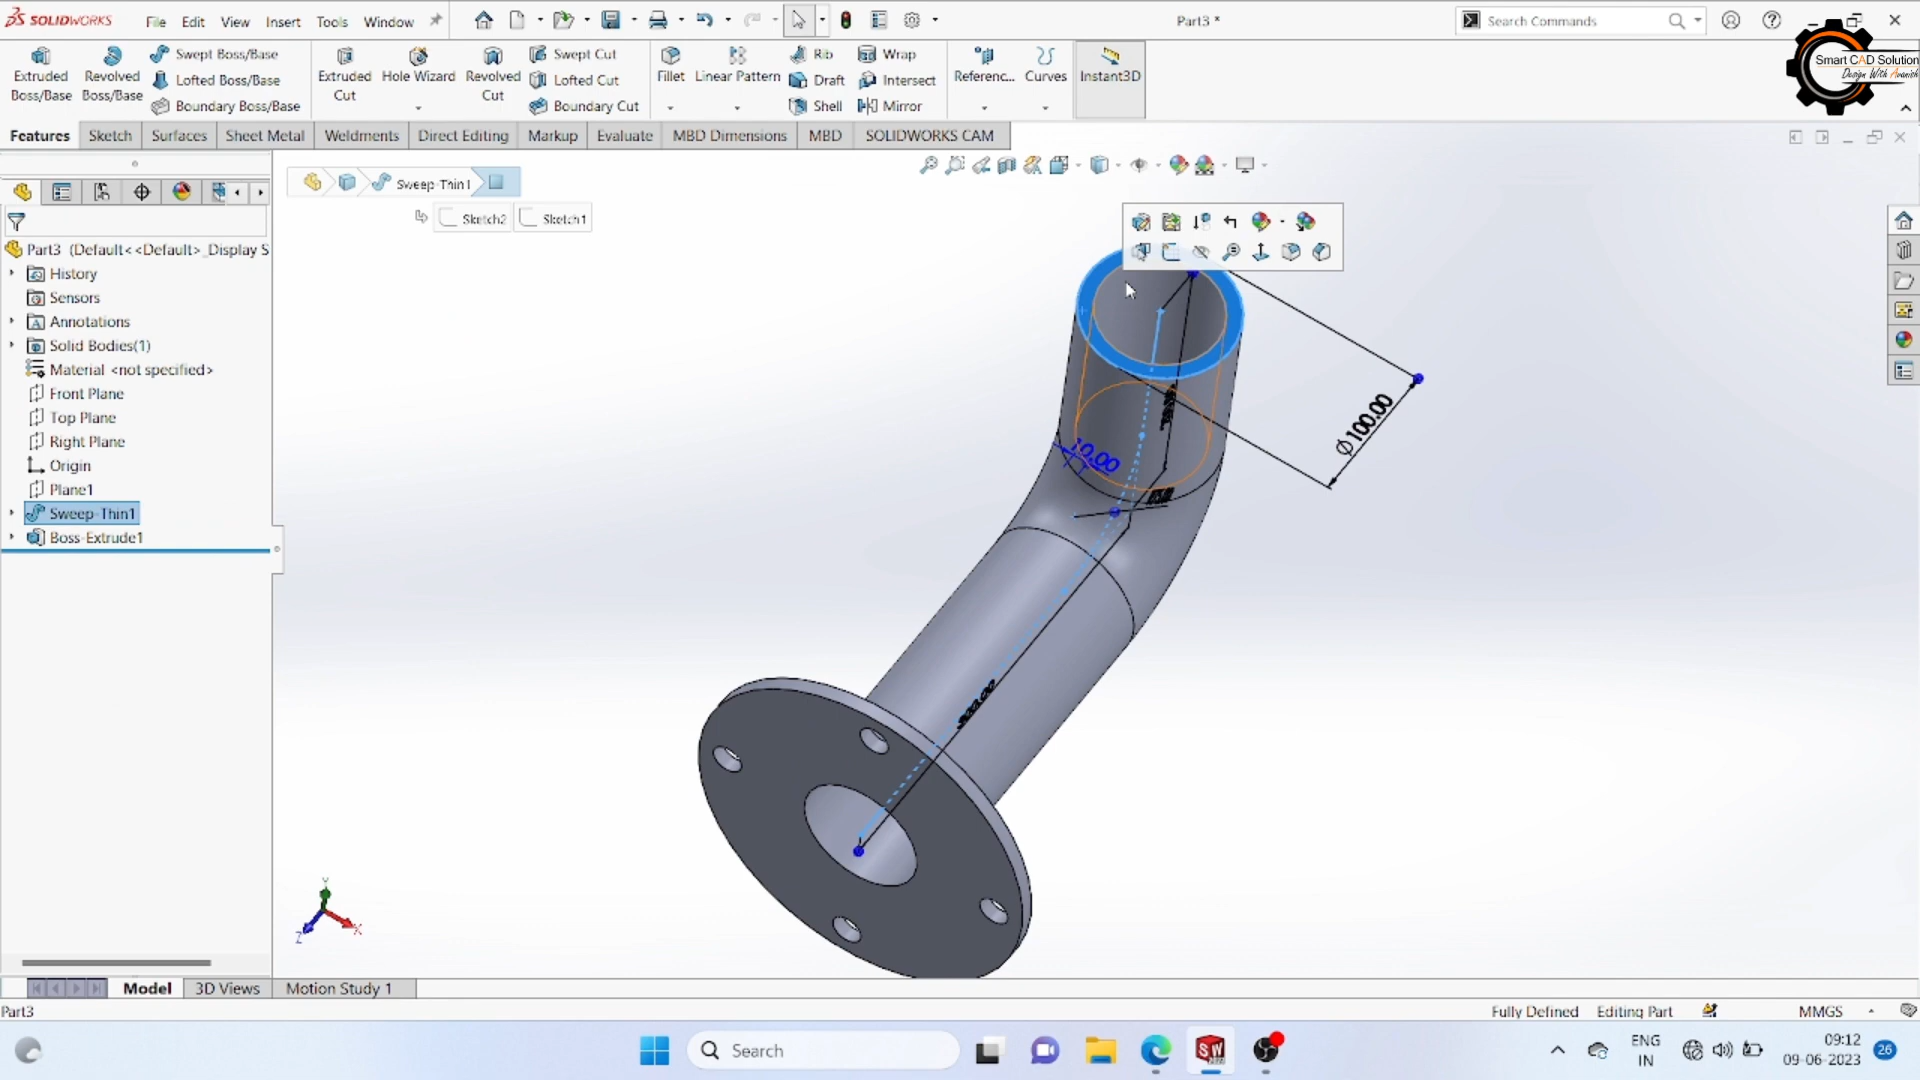 SOLIDWORKS File Edit View Insert Tools Window Part3 * Search Commands
Smart CAD Solution
Design With Avanish
Extruded Boss/Base
Revolved Boss/Base
Swept Boss/Base
Lofted Boss/Base
Boundary Boss/Base
Extruded Cut
Hole Wizard
Revolved Cut
Swept Cut
Lofted Cut
Boundary Cut
Fillet
Linear Pattern
Rib
Draft
Shell
Wrap
Intersect
Mirror
Referenc...
Curves
Instant3D
Features Sketch Surfaces Sheet Metal Weldments Direct Editing Markup Evaluate MBD Dimensions MBD SOLIDWORKS CAM
Sweep-Thin1
Sketch2 Sketch1
Part3 (Default<<Default>_Display S
History
Sensors
Annotations
Solid Bodies(1)
Material <not specified>
Front Plane
Top Plane
Right Plane
Origin
Plane1
Sweep-Thin1
Boss-Extrude1
Ø100.00
10.00
300.00
Y
X
Z
Model 3D Views Motion Study 1
Part3 Fully Defined Editing Part MMGS
Search
ENG
IN
09:12
09-06-2023
26